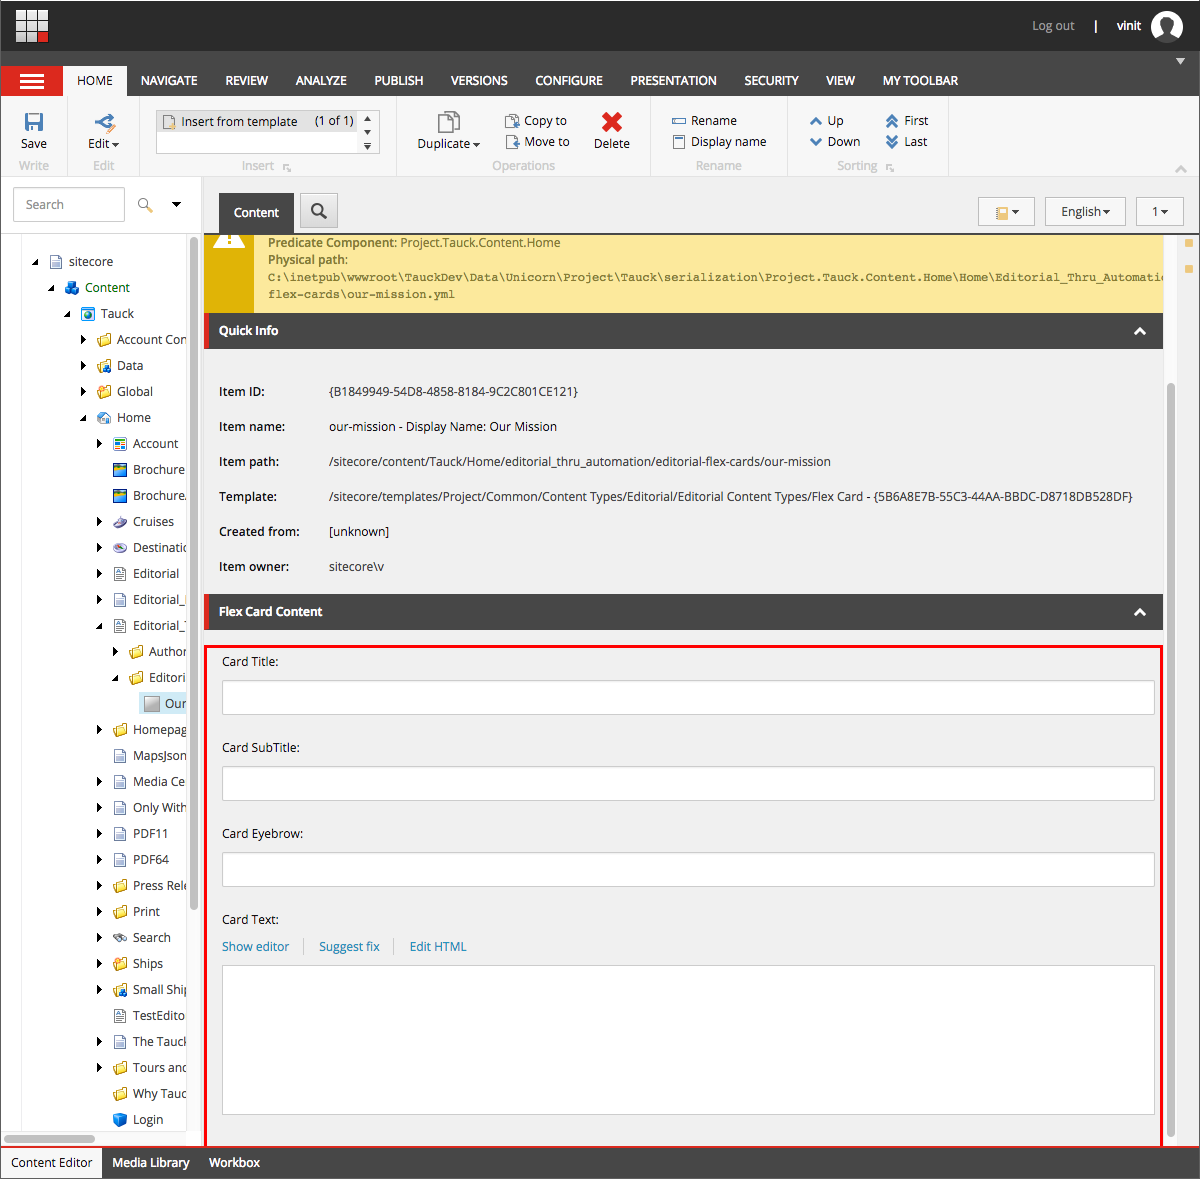 Log out | vinit
HOME NAVIGATE REVIEW ANALYZE PUBLISH VERSIONS CONFIGURE PRESENTATION SECURITY VIEW MY TOOLBAR
Save
Write
Edit
Edit
Insert from template (1 of 1)
Insert
Duplicate
Copy to
Move to
Delete
Operations
Rename
Display name
Rename
Up
Down
First
Last
Sorting
Search
sitecore
Content
Tauck
Account Con
Data
Global
Home
Account
Brochure
Brochure
Cruises
Destinatio
Editorial
Editorial_
Editorial_
Author
Editori
Our
Homepag
MapsJson
Media Ce
Only With
PDF11
PDF64
Press Rele
Print
Search
Ships
Small Ship
TestEdito
The Tauck
Tours and
Why Tauc
Login
Content
English
1
Predicate Component: Project.Tauck.Content.Home
Physical path:
C:\inetpub\wwwroot\TauckDev\Data\Unicorn\Project\Tauck\serialization\Project.Tauck.Content.Home\Home\Editorial_Thru_Automatio
flex-cards\our-mission.yml
Quick Info
Item ID: {B1849949-54D8-4858-8184-9C2C801CE121}
Item name: our-mission - Display Name: Our Mission
Item path: /sitecore/content/Tauck/Home/editorial_thru_automation/editorial-flex-cards/our-mission
Template: /sitecore/templates/Project/Common/Content Types/Editorial/Editorial Content Types/Flex Card - {5B6A8E7B-55C3-44AA-BBDC-D8718DB528DF}
Created from: [unknown]
Item owner: sitecore\v
Flex Card Content
Card Title:
Card SubTitle:
Card Eyebrow:
Card Text:
Show editor Suggest fix Edit HTML
Content Editor Media Library Workbox